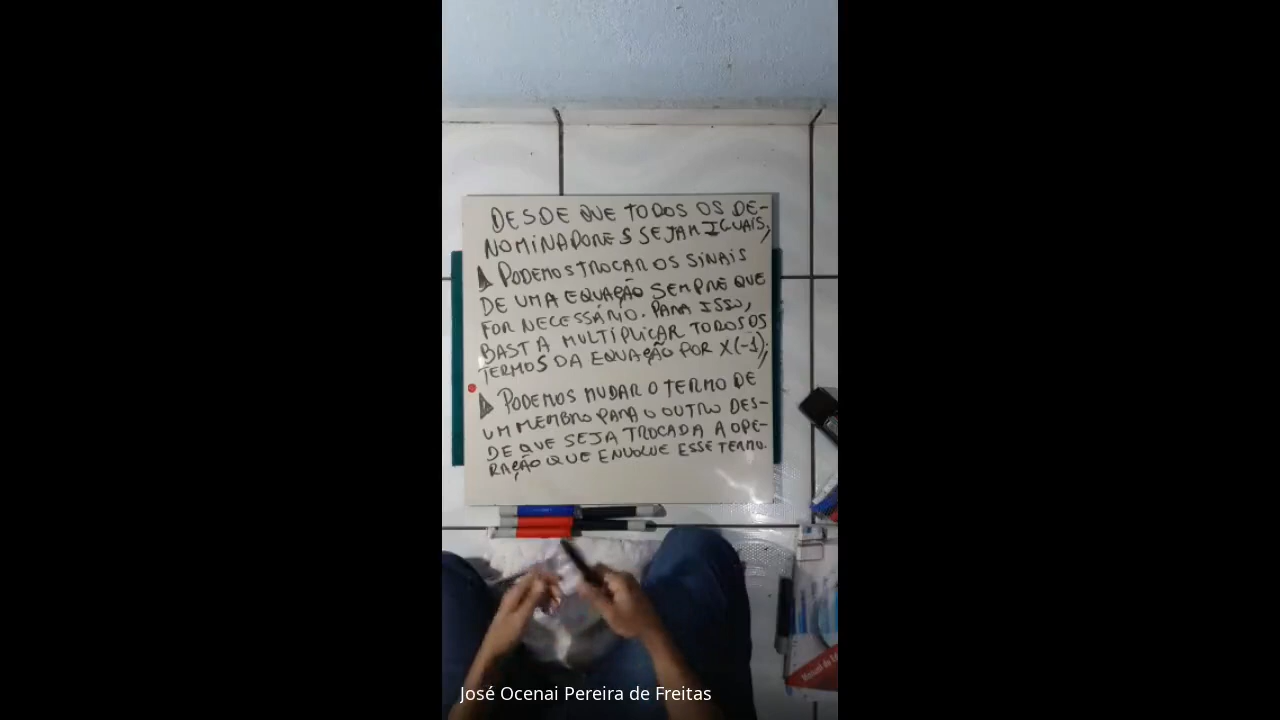 DESDE QUE TODOS OS DE-
NOMINADORES SEJAM IGUAIS;
PODEMOS TROCAR OS SINAIS
DE UMA EQUAÇÃO SEMPRE QUE
FOR NECESSÁRIO. PARA ISSO,
BASTA MULTIPLICAR TODOS OS
TERMOS DA EQUAÇÃO POR X(-1);
PODEMOS MUDAR O TERMO DE
UM MEMBRO PARA O OUTRO DES-
DE QUE SEJA TROCADA A OPE-
RAÇÃO QUE ENVOLVE ESSE TERMO.
José Ocenai Pereira de Freitas